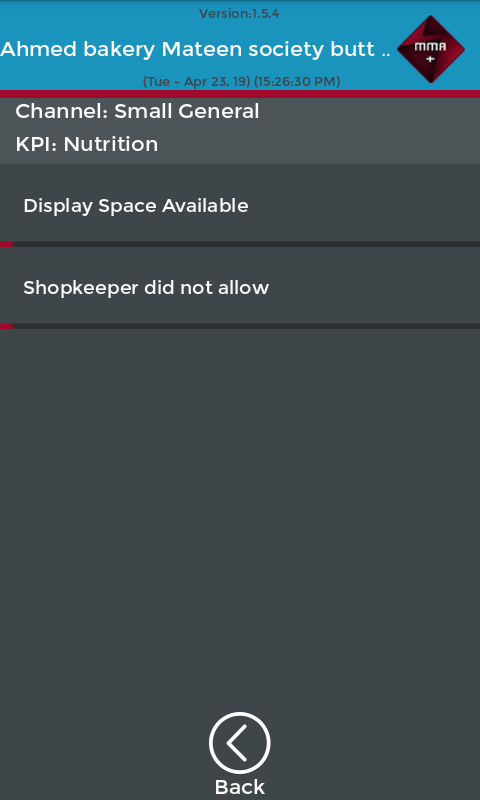 Version:1.5.4
Ahmed bakery Mateen society butt ..
MMA
+
(Tue - Apr 23, 19) (15:26:30 PM)
Channel: Small General
KPI: Nutrition
Display Space Available
Shopkeeper did not allow
Back